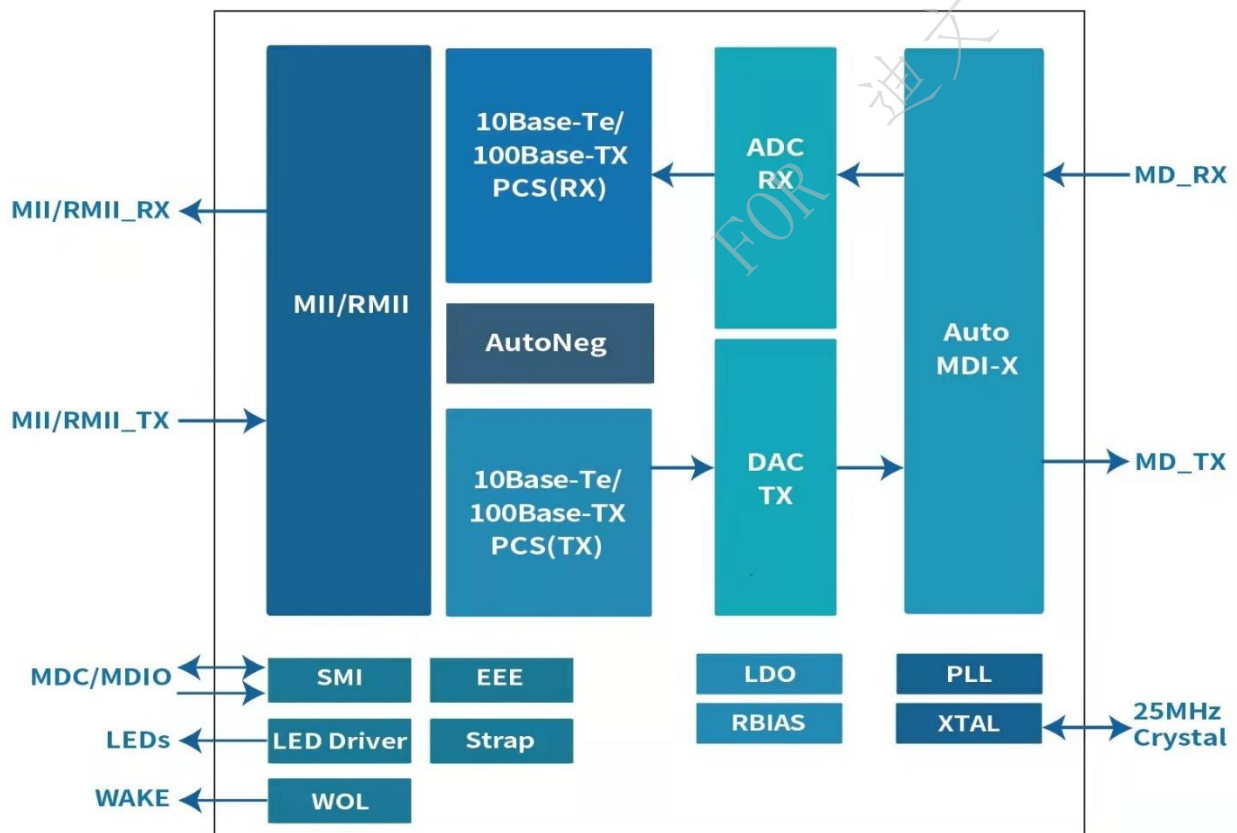 10Base-Te/
100Base-TX
PCS(RX)
ADC
RX
MD_RX
MII/RMII_RX
MII/RMII
AutoNeg
Auto
MDI-X
MII/RMII_TX
10Base-Te/
100Base-TX
PCS(TX)
DAC
TX
MD_TX
MDC/MDIO
SMI
EEE
LDO
PLL
LEDs
LED Driver
Strap
RBIAS
XTAL
25MHz
Crystal
WAKE
WOL
FOR 迪文